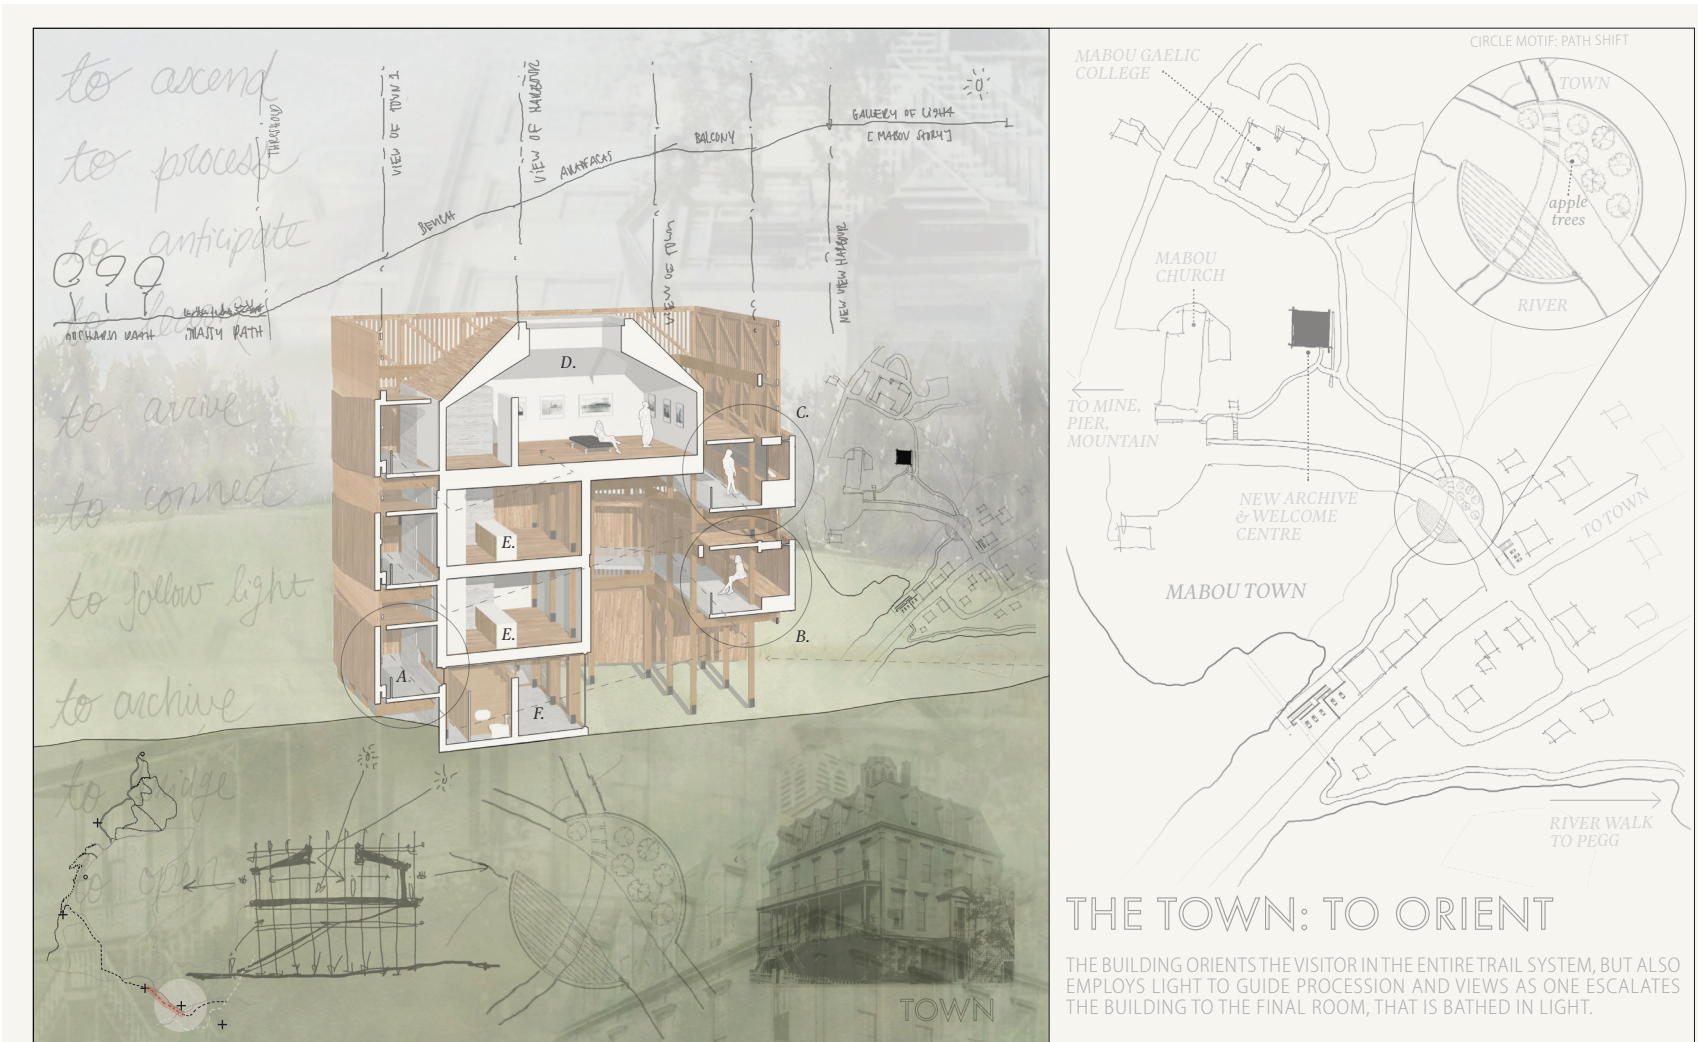 to ascend
to process
to anticipate
to arrive
to connect
to follow light
to archive
to bridge
to open
THRESHOLD
VIEW OF TOWN 1
VIEW OF HARBOUR
VIEW OF TOWN
NEW VIEW HARBOUR
ORCHARD PATH
GRASSY PATH
BENCH
ARTIFACTS
BALCONY
GALLERY OF LIGHT
[MABOU STORY]
D.
C.
E.
E.
B.
A.
F.
TOWN
CIRCLE MOTIF: PATH SHIFT
MABOU GAELIC
COLLEGE
TOWN
apple
trees
RIVER
MABOU
CHURCH
TO MINE,
PIER,
MOUNTAIN
NEW ARCHIVE
& WELCOME
CENTRE
TO TOWN
MABOU TOWN
RIVER WALK
TO PEGG
THE TOWN: TO ORIENT
THE BUILDING ORIENTS THE VISITOR IN THE ENTIRE TRAIL SYSTEM, BUT ALSO
EMPLOYS LIGHT TO GUIDE PROCESSION AND VIEWS AS ONE ESCALATES
THE BUILDING TO THE FINAL ROOM, THAT IS BATHED IN LIGHT.